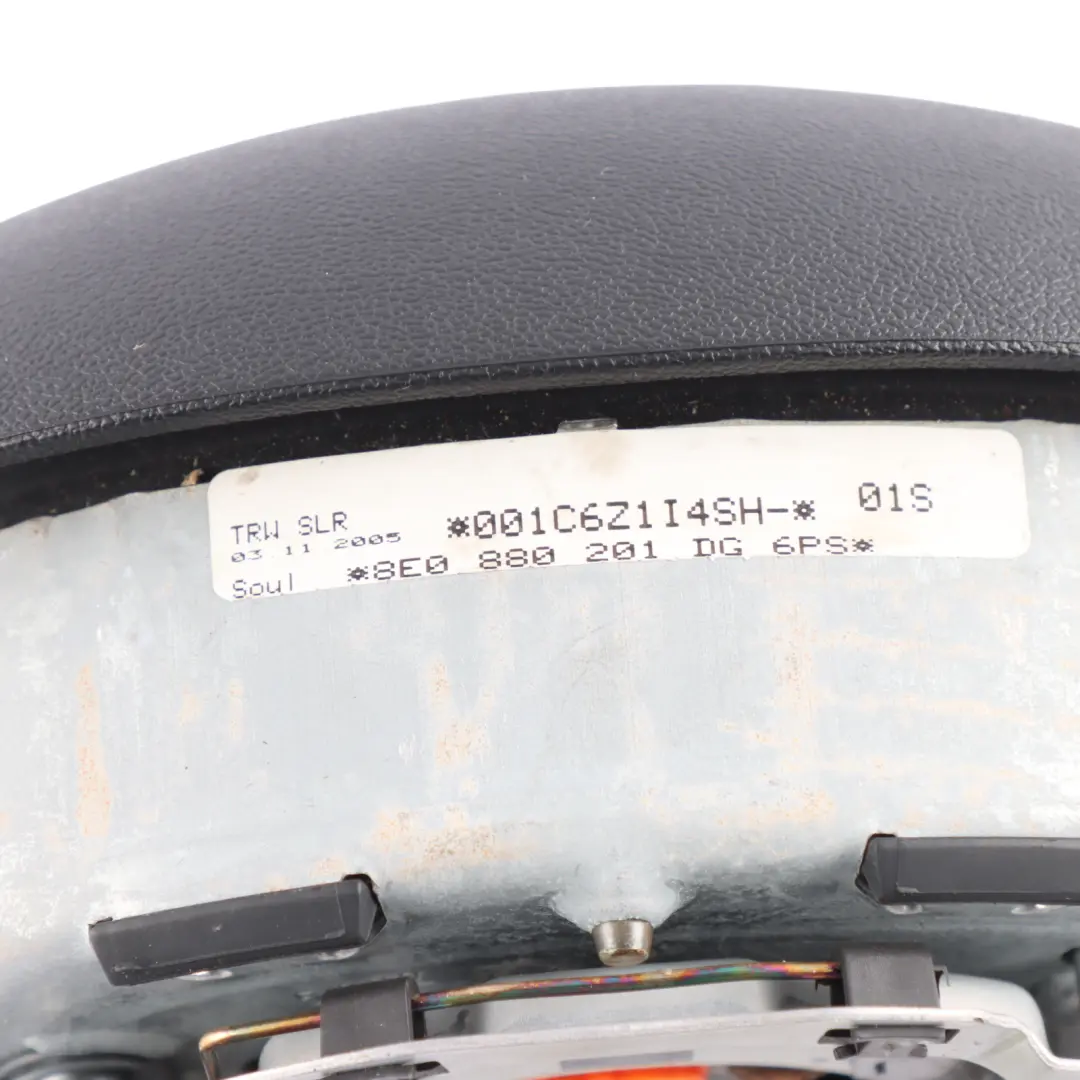 TRW SLR *001C6Z1I4SH-* 01S
03 11 2005
Soul *8E0 880 201 DG 6PS*